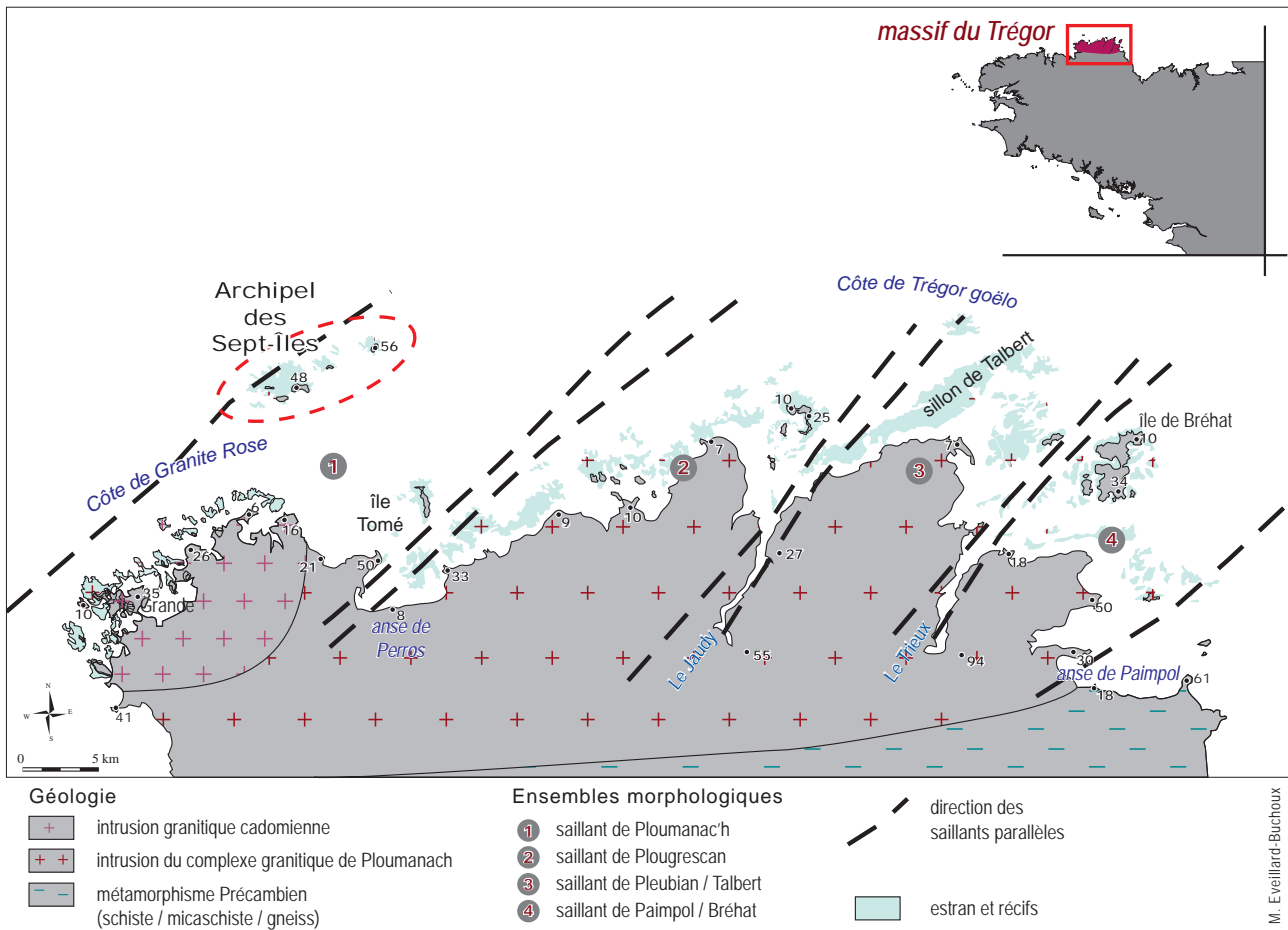 massif du Trégor
Archipel
des
Sept-Îles
56
48
Côte de Trégor goëlo
sillon de Talbert
10
25
île de Bréhat
10
34
Côte de Granite Rose
1
2
7
3
7
4
île
Tomé
6
16
26
21
50
9
10
33
27
18
50
35
Île Grande
10
8
anse de
Perros
55
Le Jaudy
Le Trieux
94
30
anse de Paimpol
61
18
41
N
W
E
S
0
5 km
Géologie
intrusion granitique cadomienne
intrusion du complexe granitique de Ploumanach
métamorphisme Précambien
(schiste / micaschiste / gneiss)
Ensembles morphologiques
1 saillant de Ploumanac'h
2 saillant de Plougrescan
3 saillant de Pleubian / Talbert
4 saillant de Paimpol / Bréhat
direction des
saillants parallèles
estran et récifs
M. Eveillard-Buchoux